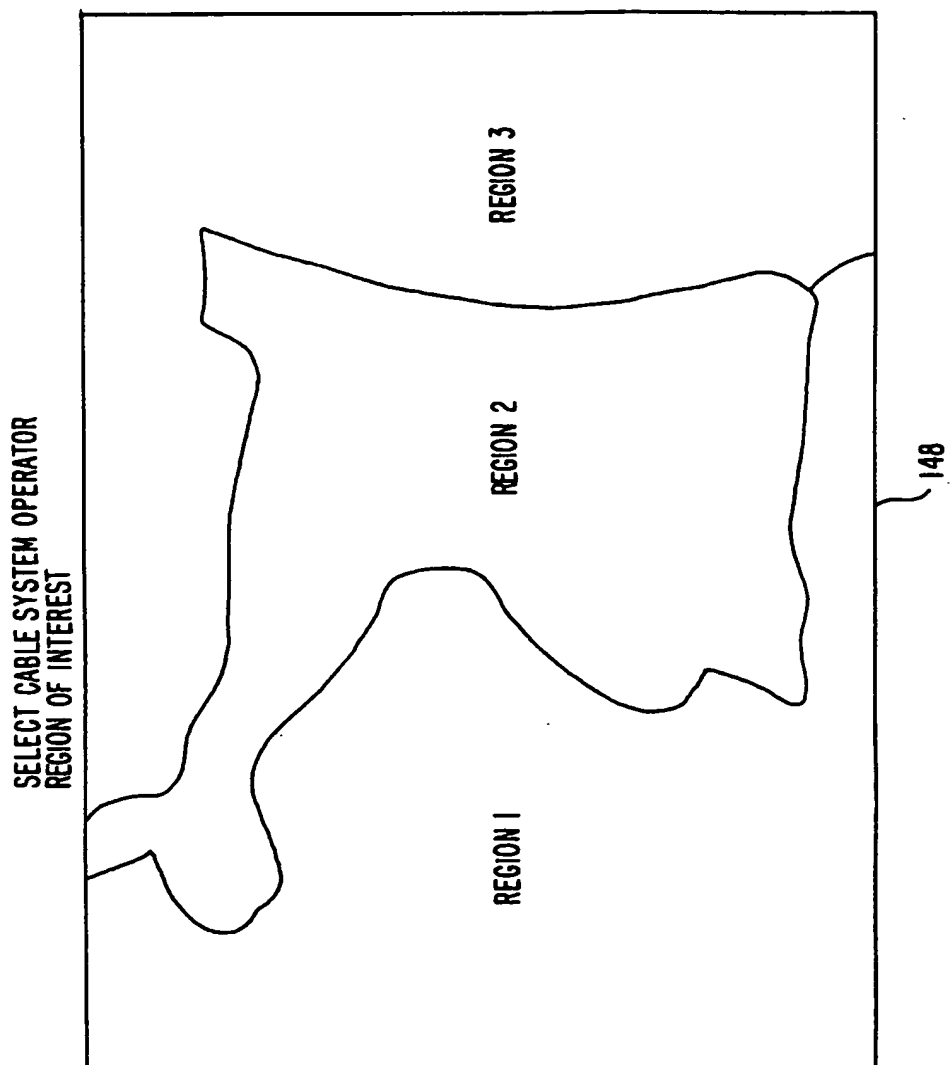 SELECT CABLE SYSTEM OPERATOR
REGION OF INTEREST
REGION 1
REGION 2
REGION 3
148